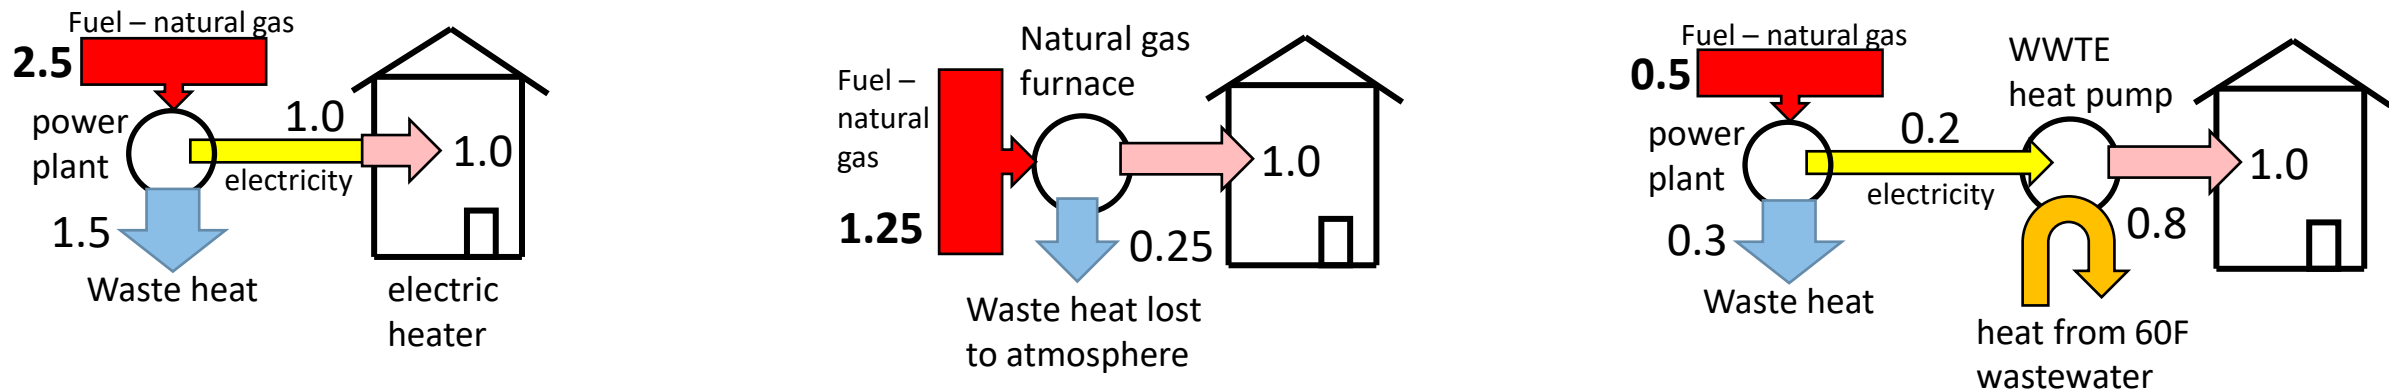 Fuel – natural gas
2.5
power
plant
1.0
electricity
1.0
1.5
Waste heat
electric
heater
Natural gas
furnace
Fuel –
natural
gas
1.25
1.0
0.25
Waste heat lost
to atmosphere
Fuel – natural gas
0.5
WWTE
heat pump
power
plant
0.2
electricity
1.0
0.3
0.8
Waste heat
heat from 60F
wastewater